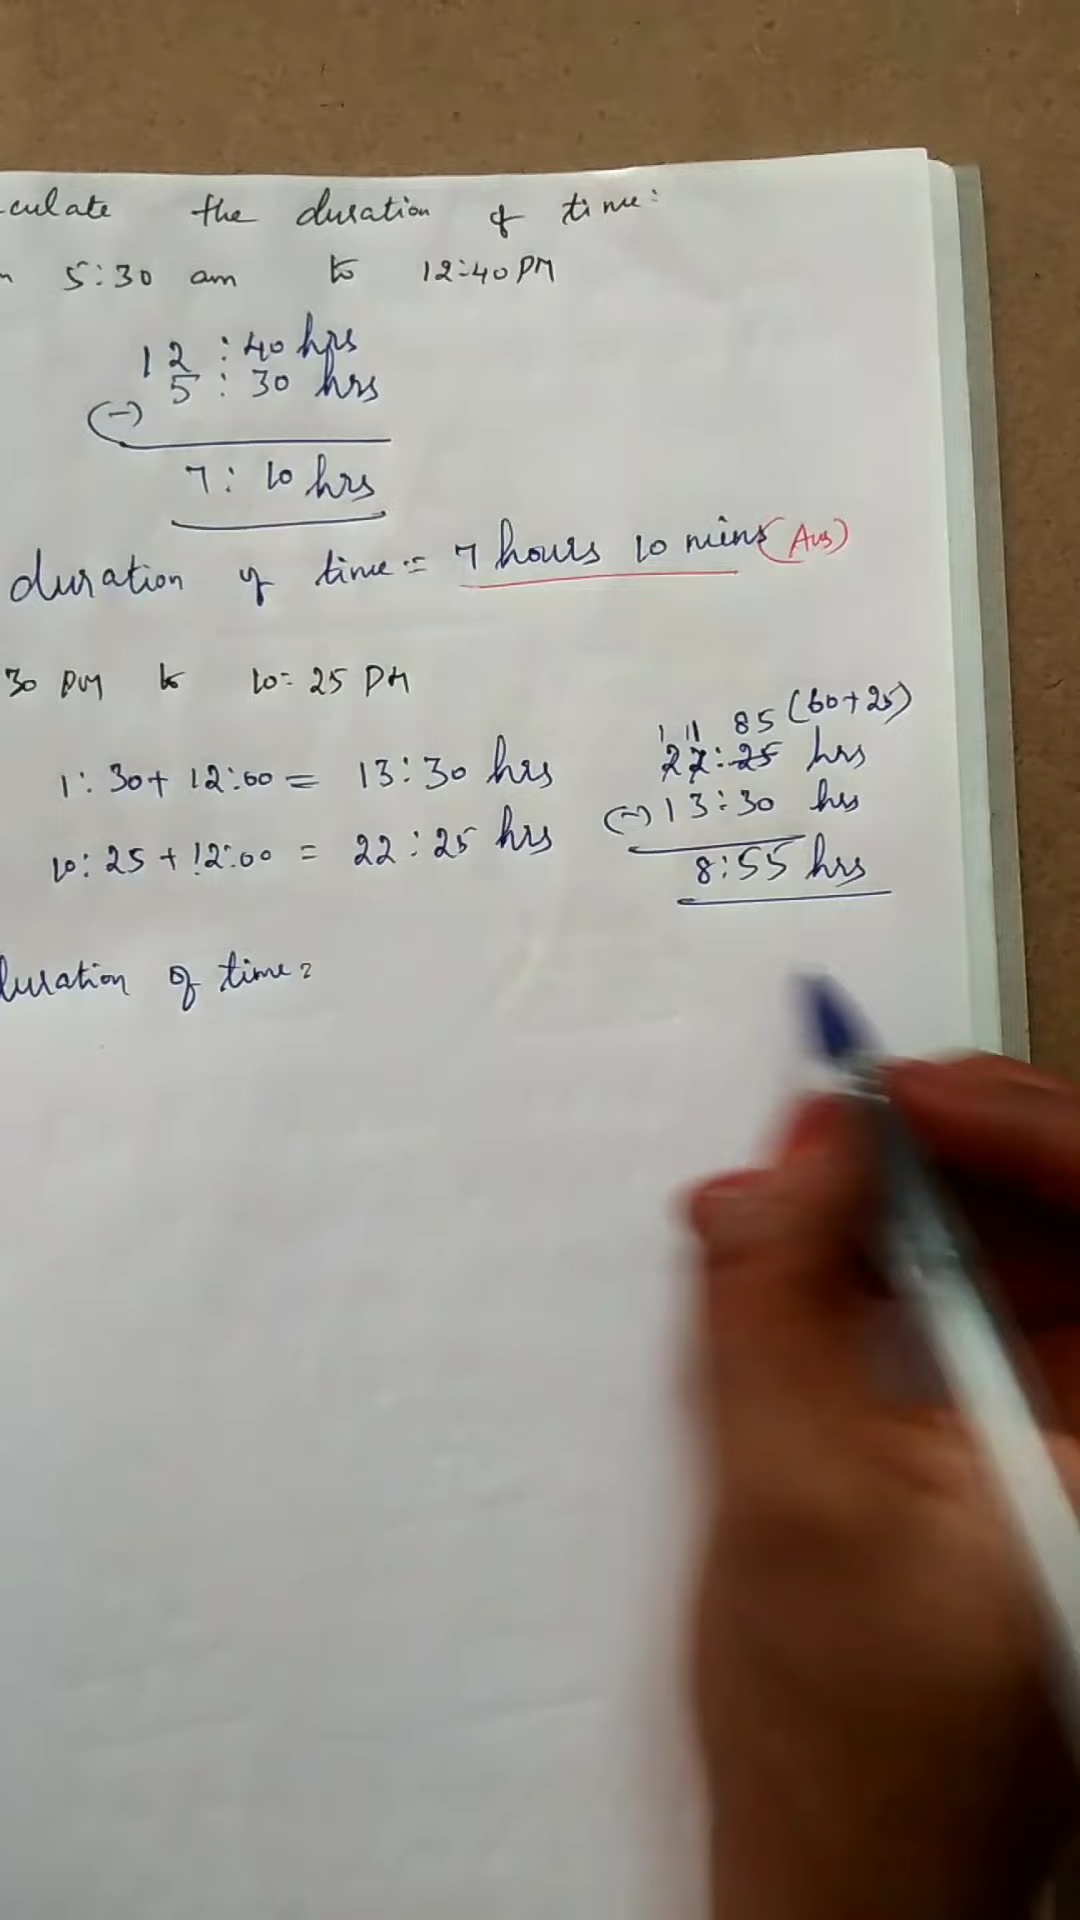 culate the duration of time:
5:30 am to 12:40 PM
12:40 hrs
5:30 hrs
(-)
7:10 hrs
duration of time:= 7 hours 10 mins (Ans)
30 PM to 10:25 PM
85 (60+25)
1 11
22:25 hrs
1:30+12:00 = 13:30 hrs
(-) 13:30 hrs
10:25+12:00 = 22:25 hrs
8:55 hrs
duration of time=